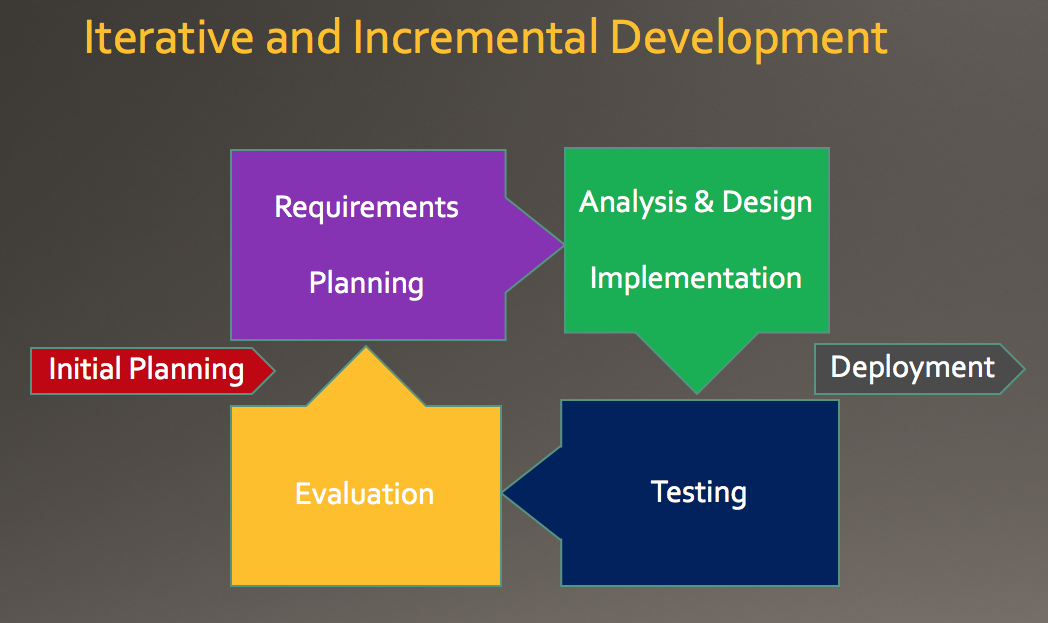 Iterative and Incremental Development
Requirements
Planning
Analysis & Design
Implementation
Initial Planning
Deployment
Evaluation
Testing